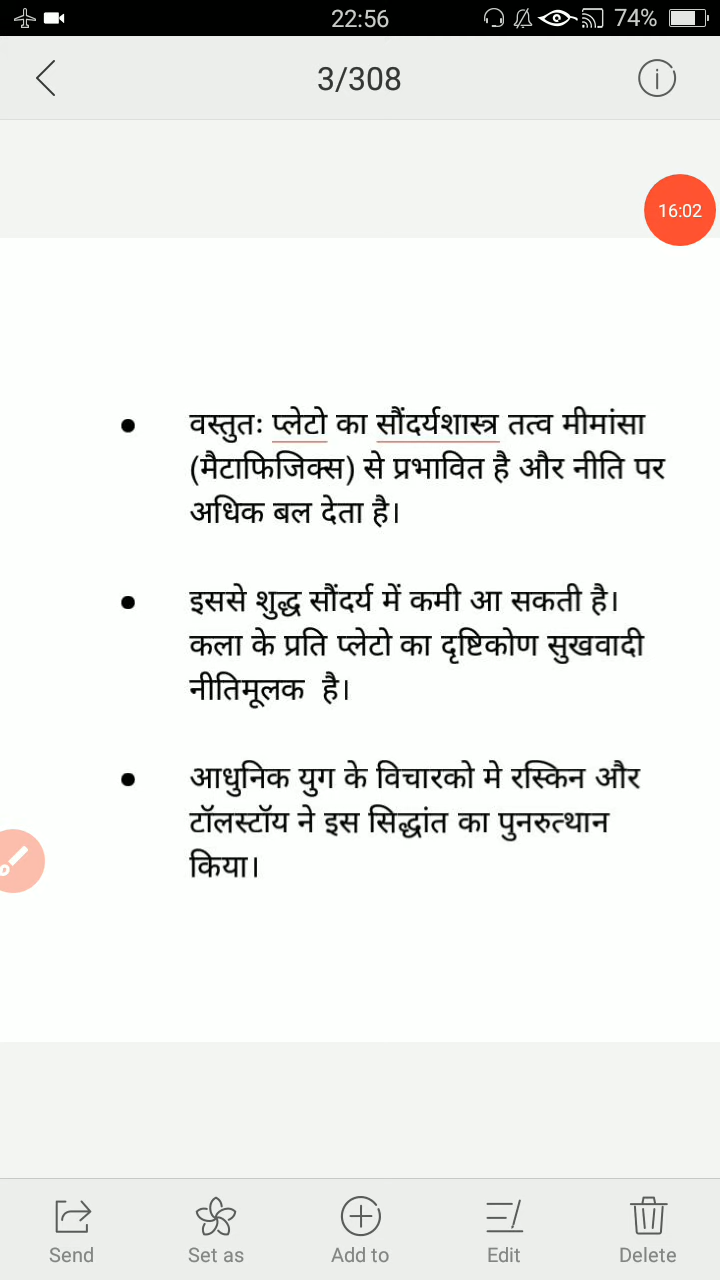 22:56
74%
3/308
16:02
• वस्तुतः प्लेटो का सौंदर्यशास्त्र तत्व मीमांसा
(मैटाफिजिक्स) से प्रभावित है और नीति पर
अधिक बल देता है।
• इससे शुद्ध सौंदर्य में कमी आ सकती है।
कला के प्रति प्लेटो का दृष्टिकोण सुखवादी
नीतिमूलक है।
• आधुनिक युग के विचारको मे रस्किन और
टॉलस्टॉय ने इस सिद्धांत का पुनरुत्थान
किया।
Send Set as Add to Edit Delete